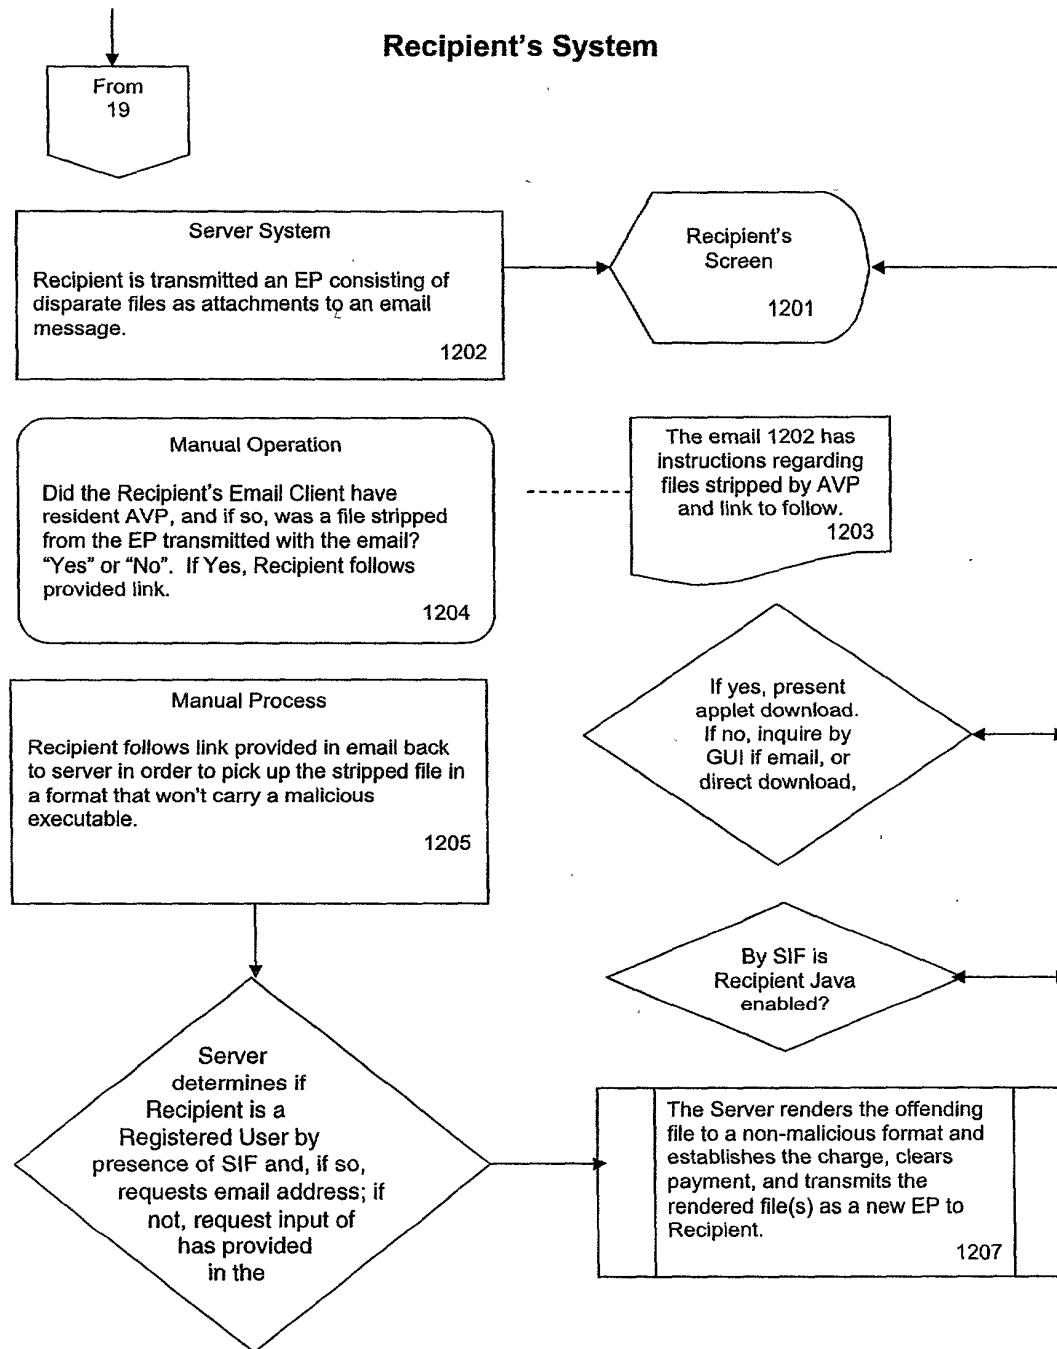 Recipient's System
From
19
Server System
Recipient is transmitted an EP consisting of
disparate files as attachments to an email
message.
1202
Recipient's
Screen
1201
Manual Operation
Did the Recipient's Email Client have
resident AVP, and if so, was a file stripped
from the EP transmitted with the email?
"Yes" or "No".  If Yes, Recipient follows
provided link.
1204
The email 1202 has
instructions regarding
files stripped by AVP
and link to follow.
1203
Manual Process
Recipient follows link provided in email back
to server in order to pick up the stripped file in
a format that won't carry a malicious
executable.
1205
If yes, present
applet download.
If no, inquire by
GUI if email, or
direct download,
By SIF is
Recipient Java
enabled?
Server
determines if
Recipient is a
Registered User by
presence of SIF and, if so,
requests email address; if
not, request input of
has provided
in the
The Server renders the offending
file to a non-malicious format and
establishes the charge, clears
payment, and transmits the
rendered file(s) as a new EP to
Recipient.
1207